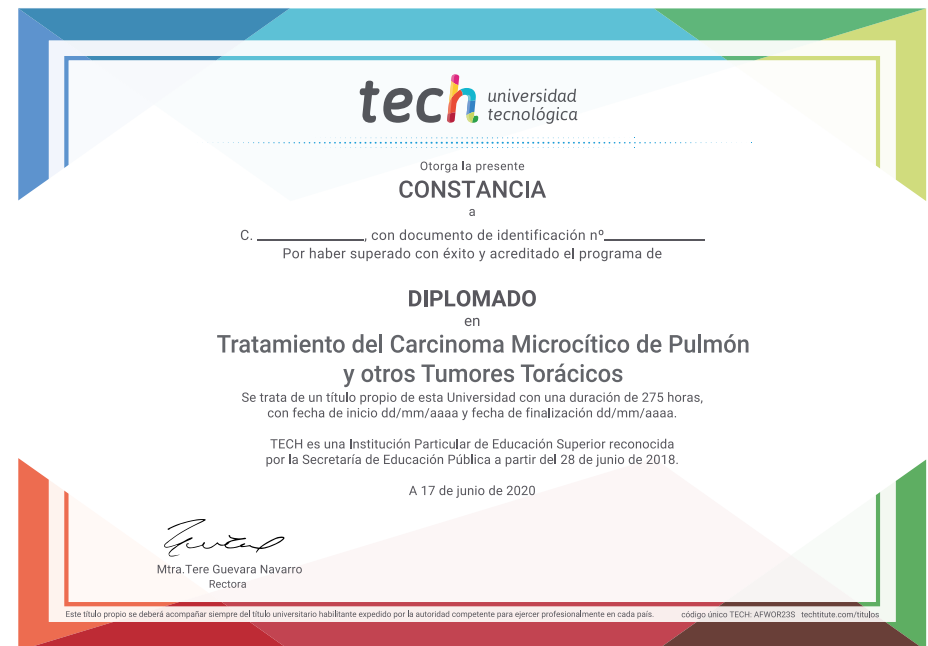 tech universidad
tecnológica
Otorga la presente
CONSTANCIA
a
C. ______________, con documento de identificación nº_____________
Por haber superado con éxito y acreditado el programa de
DIPLOMADO
en
Tratamiento del Carcinoma Microcítico de Pulmón
y otros Tumores Torácicos
Se trata de un título propio de esta Universidad con una duración de 275 horas,
con fecha de inicio dd/mm/aaaa y fecha de finalización dd/mm/aaaa.
TECH es una Institución Particular de Educación Superior reconocida
por la Secretaría de Educación Pública a partir del 28 de junio de 2018.
A 17 de junio de 2020
Mtra.Tere Guevara Navarro
Rectora
Este título propio se deberá acompañar siempre del título universitario habilitante expedido por la autoridad competente para ejercer profesionalmente en cada país. código único TECH: AFWOR23S techtitute.com/titulos